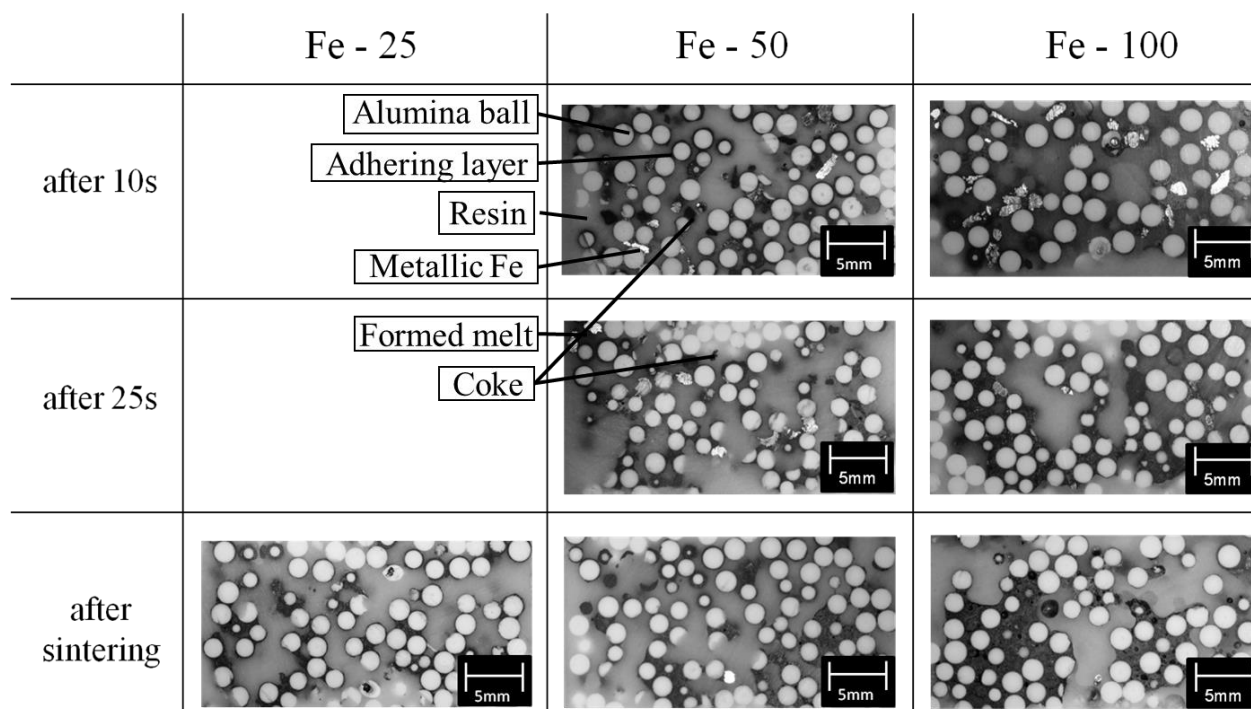 Fe - 25
Fe - 50
Fe - 100
after 10s
Alumina ball
Adhering layer
Resin
Metallic Fe
5mm
5mm
after 25s
Formed melt
Coke
5mm
5mm
after
sintering
5mm
5mm
5mm